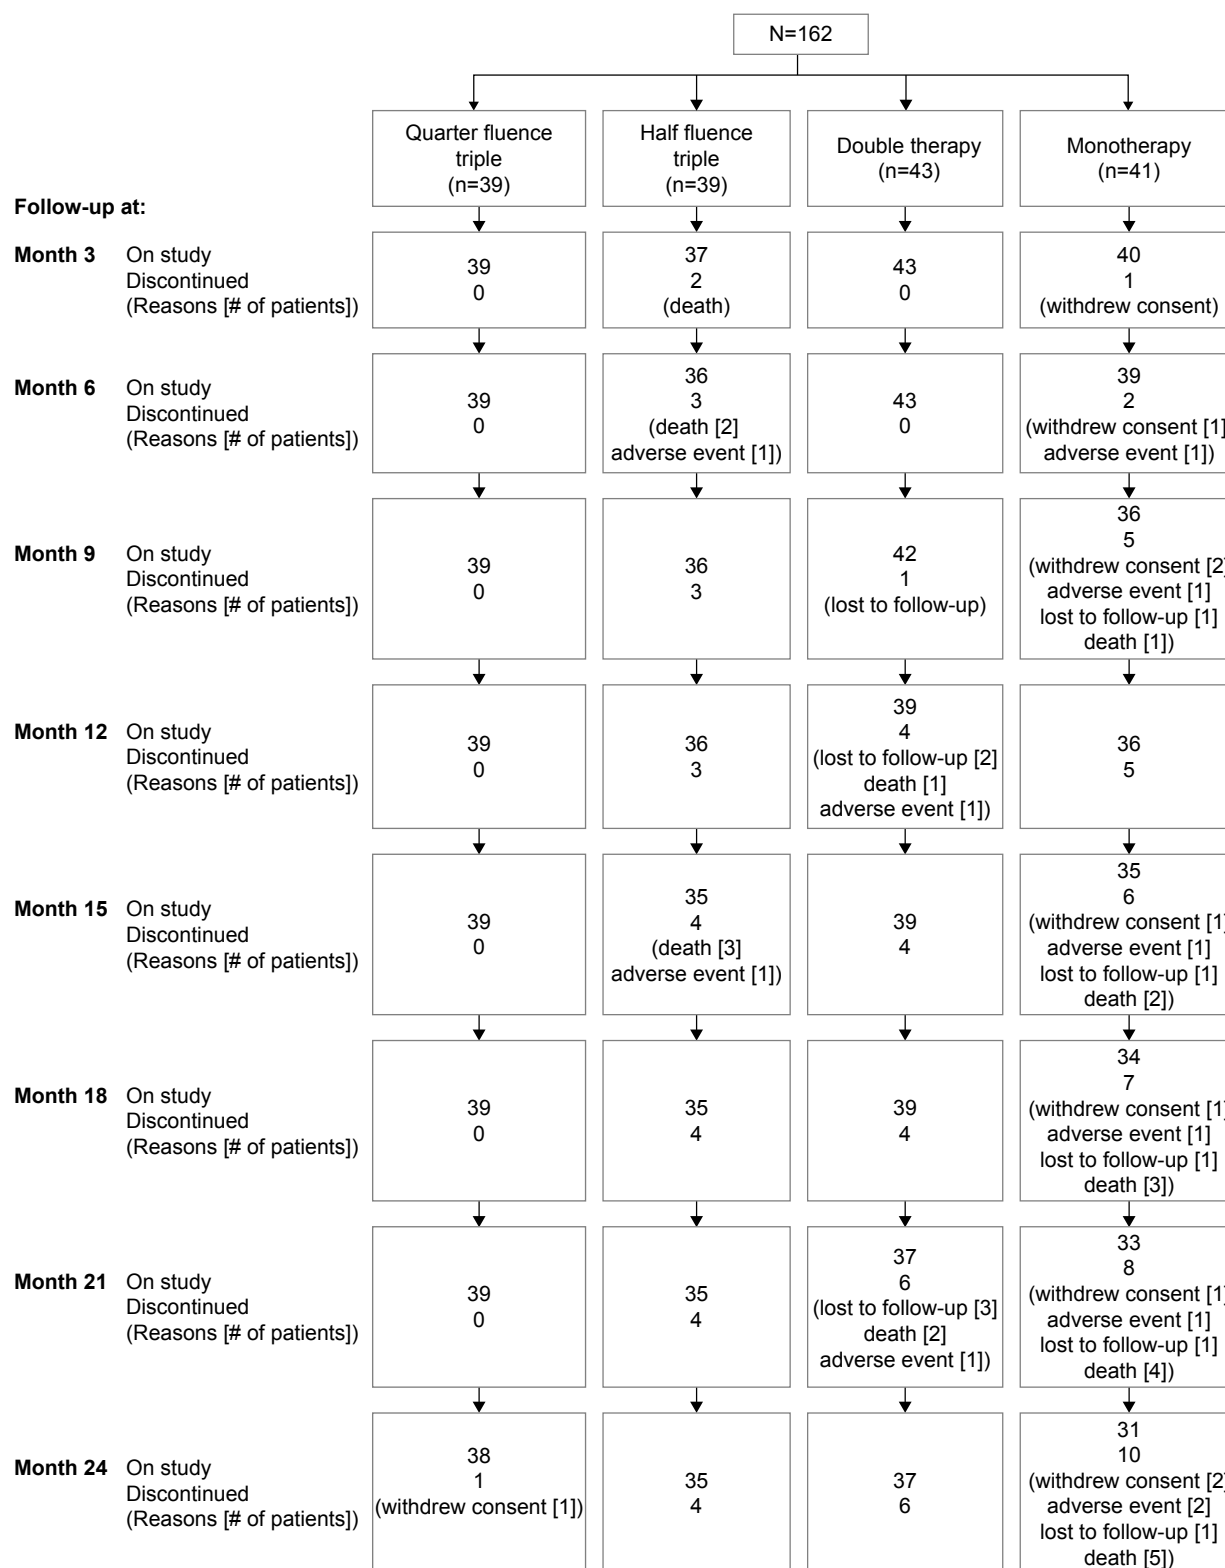 N=162
Quarter fluence
triple
(n=39)
Half fluence
triple
(n=39)
Double therapy
(n=43)
Monotherapy
(n=41)
Follow-up at:
Month 3 On study
Discontinued
(Reasons [# of patients])
39
0
37
2
(death)
43
0
40
1
(withdrew consent)
Month 6 On study
Discontinued
(Reasons [# of patients])
39
0
36
3
(death [2]
adverse event [1])
43
0
39
2
(withdrew consent [1]
adverse event [1])
Month 9 On study
Discontinued
(Reasons [# of patients])
39
0
36
3
42
1
(lost to follow-up)
36
5
(withdrew consent [2]
adverse event [1]
lost to follow-up [1]
death [1])
Month 12 On study
Discontinued
(Reasons [# of patients])
39
0
36
3
39
4
(lost to follow-up [2]
death [1]
adverse event [1])
36
5
Month 15 On study
Discontinued
(Reasons [# of patients])
39
0
35
4
(death [3]
adverse event [1])
39
4
35
6
(withdrew consent [1]
adverse event [1]
lost to follow-up [1]
death [2])
Month 18 On study
Discontinued
(Reasons [# of patients])
39
0
35
4
39
4
34
7
(withdrew consent [1]
adverse event [1]
lost to follow-up [1]
death [3])
Month 21 On study
Discontinued
(Reasons [# of patients])
39
0
35
4
37
6
(lost to follow-up [3]
death [2]
adverse event [1])
33
8
(withdrew consent [1]
adverse event [1]
lost to follow-up [1]
death [4])
Month 24 On study
Discontinued
(Reasons [# of patients])
38
1
(withdrew consent [1])
35
4
37
6
31
10
(withdrew consent [2]
adverse event [2]
lost to follow-up [1]
death [5])